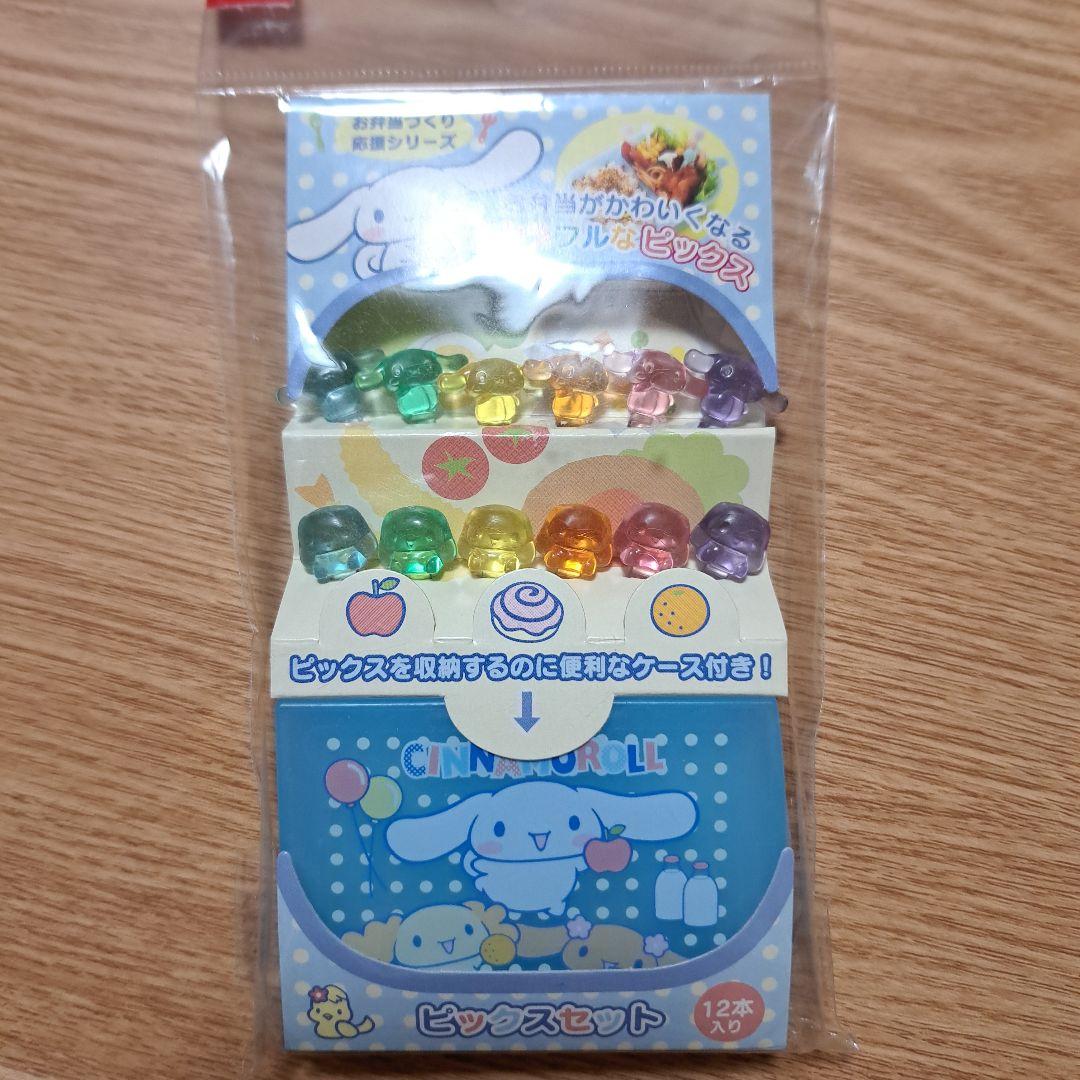 お弁当づくり
応援シリーズ
弁当がかわいくなる
フルなピックス
ピックスを収納するのに便利なケース付き!
CINNAMOROLL
ピックスセット
12本
入り